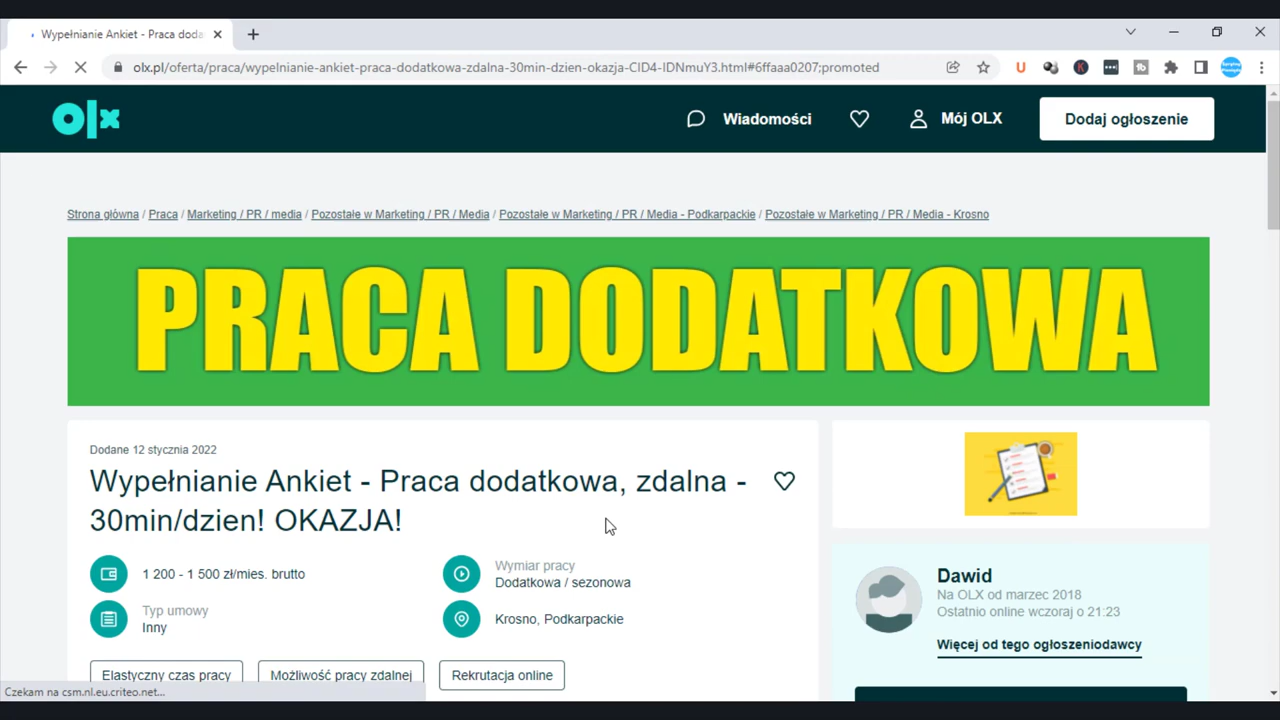 Wypełnianie Ankiet - Praca doda
olx.pl/oferta/praca/wypelnianie-ankiet-praca-dodatkowa-zdalna-30min-dzien-okazja-CID4-IDNmuY3.html#6ffaaa0207;promoted
olx
Wiadomości
Mój OLX
Dodaj ogłoszenie
Strona główna / Praca / Marketing / PR / media / Pozostałe w Marketing / PR / Media / Pozostałe w Marketing / PR / Media - Podkarpackie / Pozostałe w Marketing / PR / Media - Krosno
PRACA DODATKOWA
Dodane 12 stycznia 2022
Wypełnianie Ankiet - Praca dodatkowa, zdalna -
30min/dzien! OKAZJA!
1 200 - 1 500 zł/mies. brutto
Wymiar pracy
Dodatkowa / sezonowa
Typ umowy
Inny
Krosno, Podkarpackie
Elastyczny czas pracy
Możliwość pracy zdalnej
Rekrutacja online
Dawid
Na OLX od marzec 2018
Ostatnio online wczoraj o 21:23
Więcej od tego ogłoszeniodawcy
Czekam na csm.nl.eu.criteo.net...